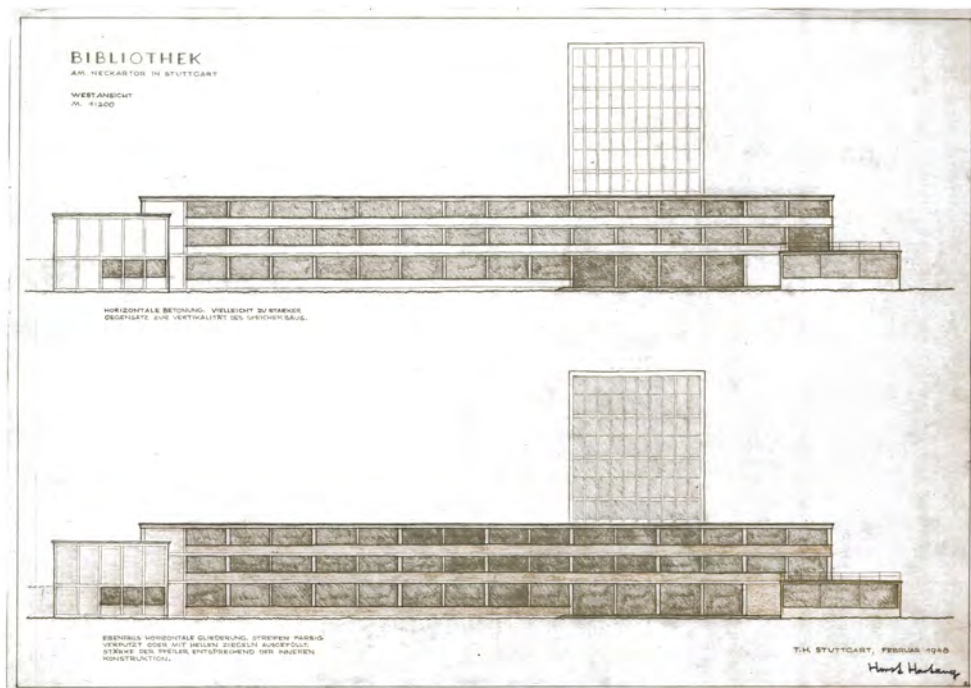 BIBLIOTHEK
AM NECKARTOR IN STUTTGART
WESTANSICHT
M. 1:200
HORIZONTALE BETONUNG. VIELLEICHT ZU STARKER
GEGENSATZ ZUR VERTIKALITÄT DES SPEICHERBAUS.
EBENFALLS HORIZONTALE GLIEDERUNG. STREIFEN FARBIG
VERPUTZT ODER MIT HELLEN ZIEGELN AUSGEFÜLLT.
STÄRKE DER PFEILER ENTSPRECHEND DER INNEREN
KONSTRUKTION.
T.H. STUTTGART, FEBRUAR 1948
Horst Hartung